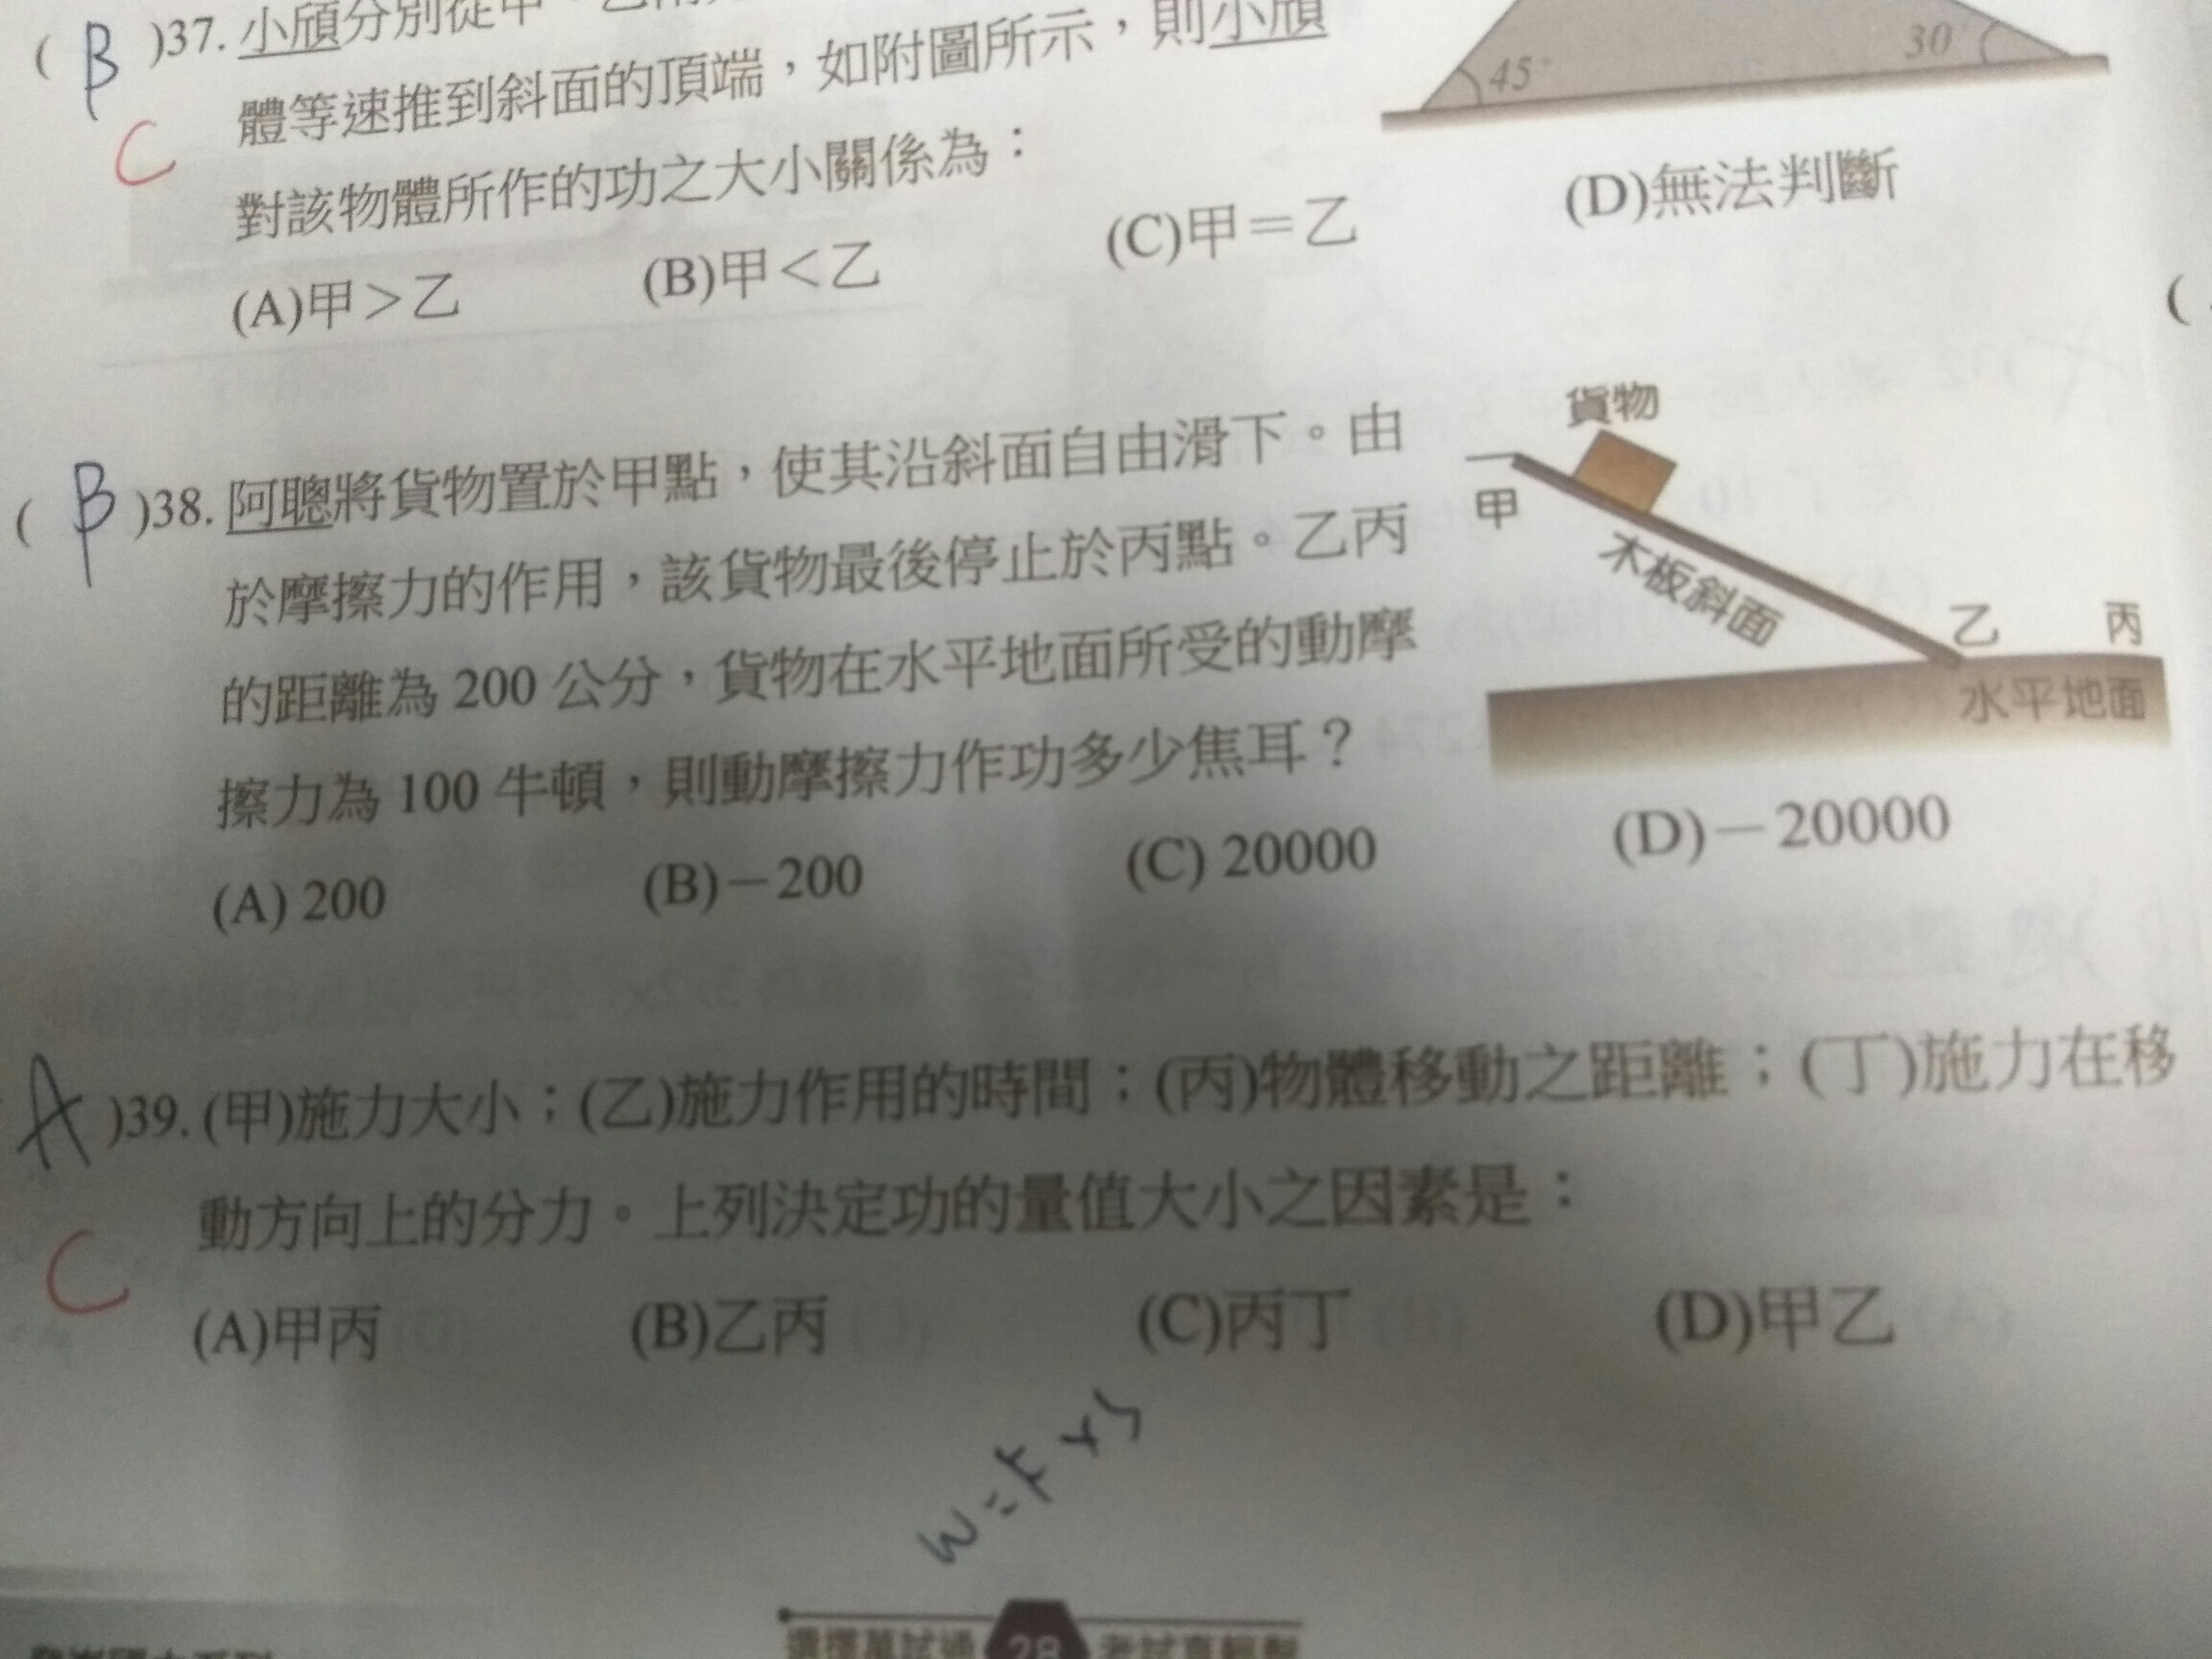 ( B )37. 小頎分別從甲、乙兩
體等速推到斜面的頂端，如附圖所示，則小頎
C
對該物體所作的功之大小關係為：
(A)甲＞乙 (B)甲＜乙 (C)甲＝乙 (D)無法判斷
45°
30°
(
( B )38. 阿聰將貨物置於甲點，使其沿斜面自由滑下。由
於摩擦力的作用，該貨物最後停止於丙點。乙丙
的距離為 200 公分，貨物在水平地面所受的動摩
擦力為 100 牛頓，則動摩擦力作功多少焦耳？
(A) 200 (B)－200 (C) 20000 (D)－20000
貨物
甲
木板斜面
乙 丙
水平地面
A )39. (甲)施力大小；(乙)施力作用的時間；(丙)物體移動之距離；(丁)施力在移
動方向上的分力。上列決定功的量值大小之因素是：
C
(A)甲丙 (B)乙丙 (C)丙丁 (D)甲乙
W=F×S
28